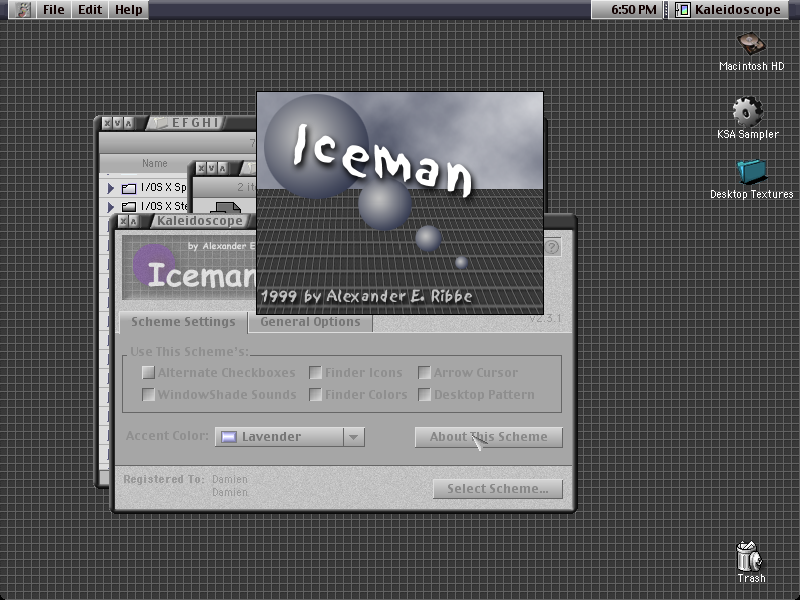 File Edit Help
6:50 PM
Kaleidoscope
Macintosh HD
KSA Sampler
Desktop Textures
Trash
EFGHI
Name
I/OS X Sp
I/OS X Ste
2 ite
Kaleidoscope
by Alexander E
Iceman
Iceman
1999 by Alexander E. Ribbe
v2.3.1
Scheme Settings
General Options
Use This Scheme's:
Alternate Checkboxes
Finder Icons
Arrow Cursor
WindowShade Sounds
Finder Colors
Desktop Pattern
Accent Color:
Lavender
About This Scheme
Registered To: Damien
Damien
Select Scheme...